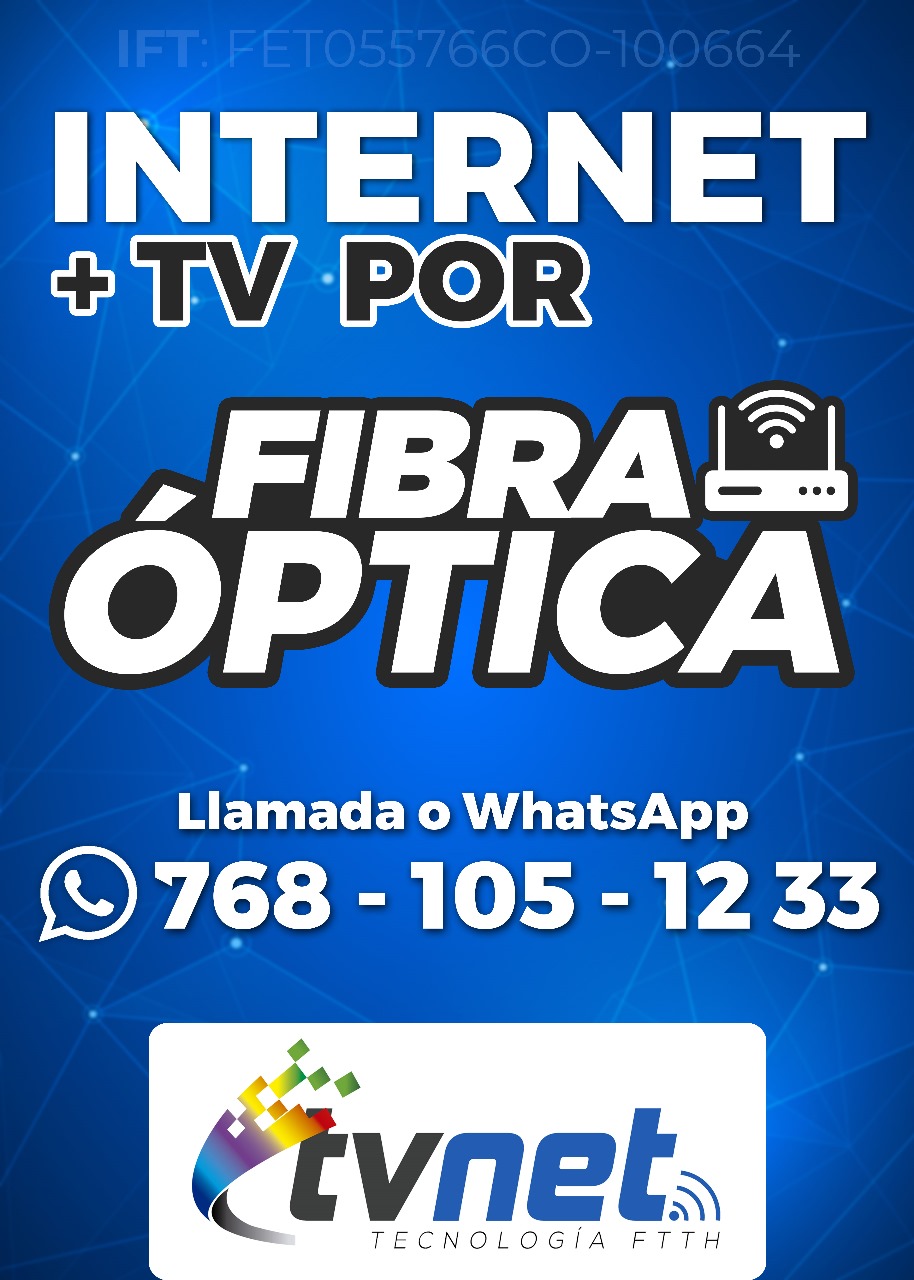 IFT: FET055766CO-100664
INTERNET
+ TV POR
FIBRA
ÓPTICA
Llamada o WhatsApp
768 - 105 - 12 33
tvnet
TECNOLOGÍA FTTH